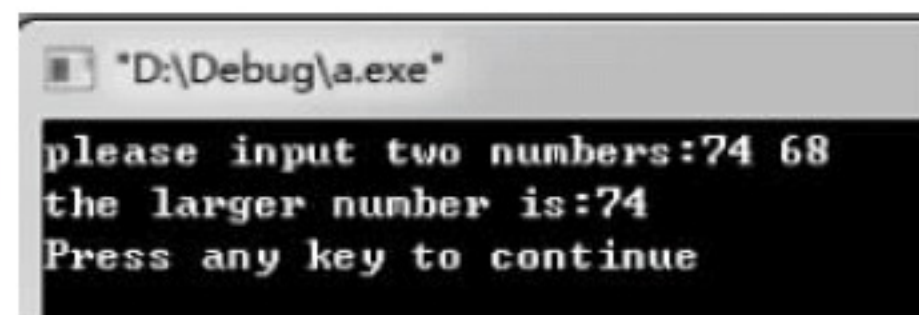 "D:\Debug\a.exe"
please input two numbers:74 68
the larger number is:74
Press any key to continue